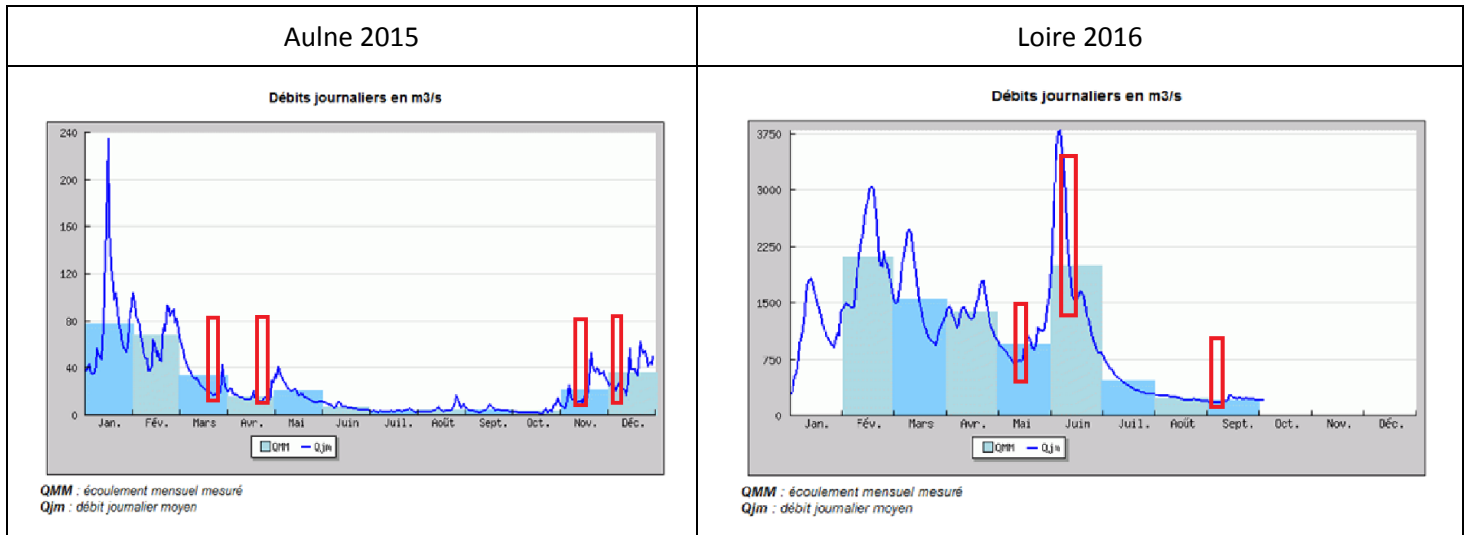 Aulne 2015
Loire 2016
Débits journaliers en m3/s
240
200
160
120
80
40
0
Jan. Fév. Mars Avr. Mai Juin Juil. Août Sept. Oct. Nov. Déc.
QMM Qjm
QMM : écoulement mensuel mesuré
Qjm : débit journalier moyen
Débits journaliers en m3/s
3750
3000
2250
1500
750
0
Jan. Fév. Mars Avr. Mai Juin Juil. Août Sept. Oct. Nov. Déc.
QMM Qjm
QMM : écoulement mensuel mesuré
Qjm : débit journalier moyen